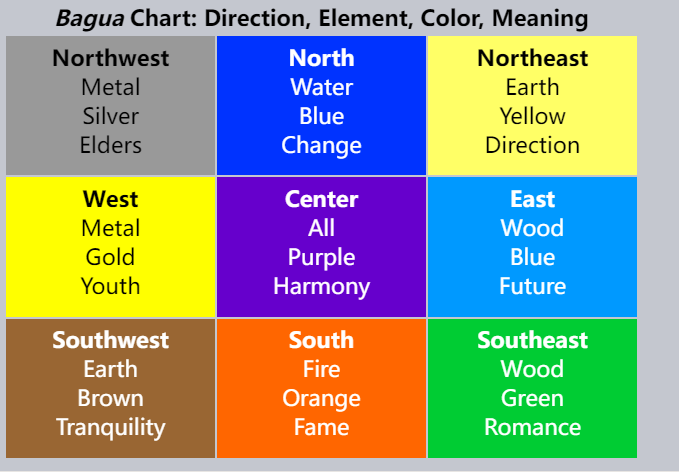 Bagua Chart: Direction, Element, Color, Meaning
Northwest
Metal
Silver
Elders
North
Water
Blue
Change
Northeast
Earth
Yellow
Direction
West
Metal
Gold
Youth
Center
All
Purple
Harmony
East
Wood
Blue
Future
Southwest
Earth
Brown
Tranquility
South
Fire
Orange
Fame
Southeast
Wood
Green
Romance